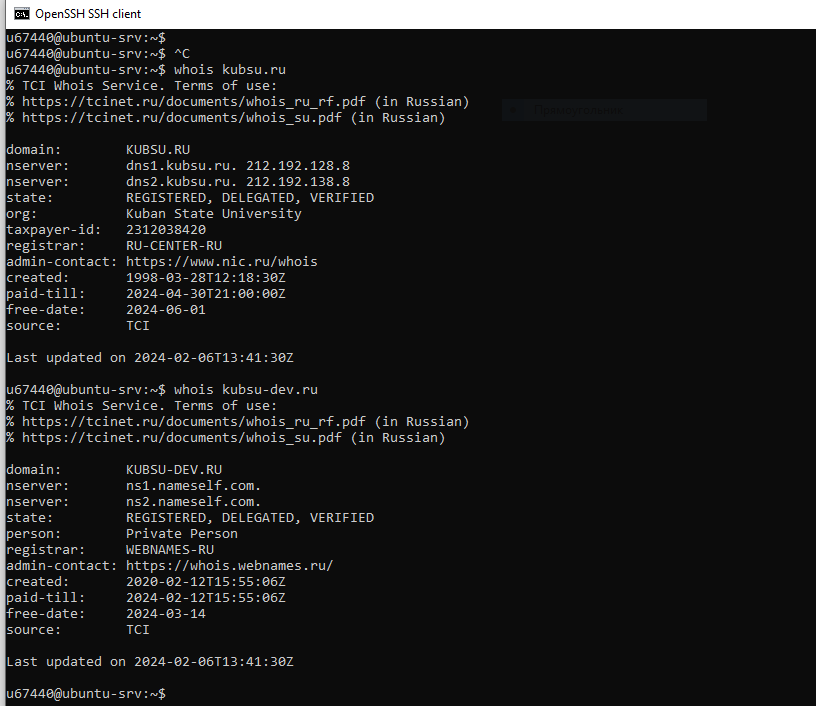 OpenSSH SSH client
u67440@ubuntu-srv:~$
u67440@ubuntu-srv:~$ ^C
u67440@ubuntu-srv:~$ whois kubsu.ru
% TCI Whois Service. Terms of use:
% https://tcinet.ru/documents/whois_ru_rf.pdf (in Russian)
% https://tcinet.ru/documents/whois_su.pdf (in Russian)
domain: KUBSU.RU
nserver: dns1.kubsu.ru. 212.192.128.8
nserver: dns2.kubsu.ru. 212.192.138.8
state: REGISTERED, DELEGATED, VERIFIED
org: Kuban State University
taxpayer-id: 2312038420
registrar: RU-CENTER-RU
admin-contact: https://www.nic.ru/whois
created: 1998-03-28T12:18:30Z
paid-till: 2024-04-30T21:00:00Z
free-date: 2024-06-01
source: TCI
Last updated on 2024-02-06T13:41:30Z
u67440@ubuntu-srv:~$ whois kubsu-dev.ru
% TCI Whois Service. Terms of use:
% https://tcinet.ru/documents/whois_ru_rf.pdf (in Russian)
% https://tcinet.ru/documents/whois_su.pdf (in Russian)
domain: KUBSU-DEV.RU
nserver: ns1.nameself.com.
nserver: ns2.nameself.com.
state: REGISTERED, DELEGATED, VERIFIED
person: Private Person
registrar: WEBNAMES-RU
admin-contact: https://whois.webnames.ru/
created: 2020-02-12T15:55:06Z
paid-till: 2024-02-12T15:55:06Z
free-date: 2024-03-14
source: TCI
Last updated on 2024-02-06T13:41:30Z
u67440@ubuntu-srv:~$